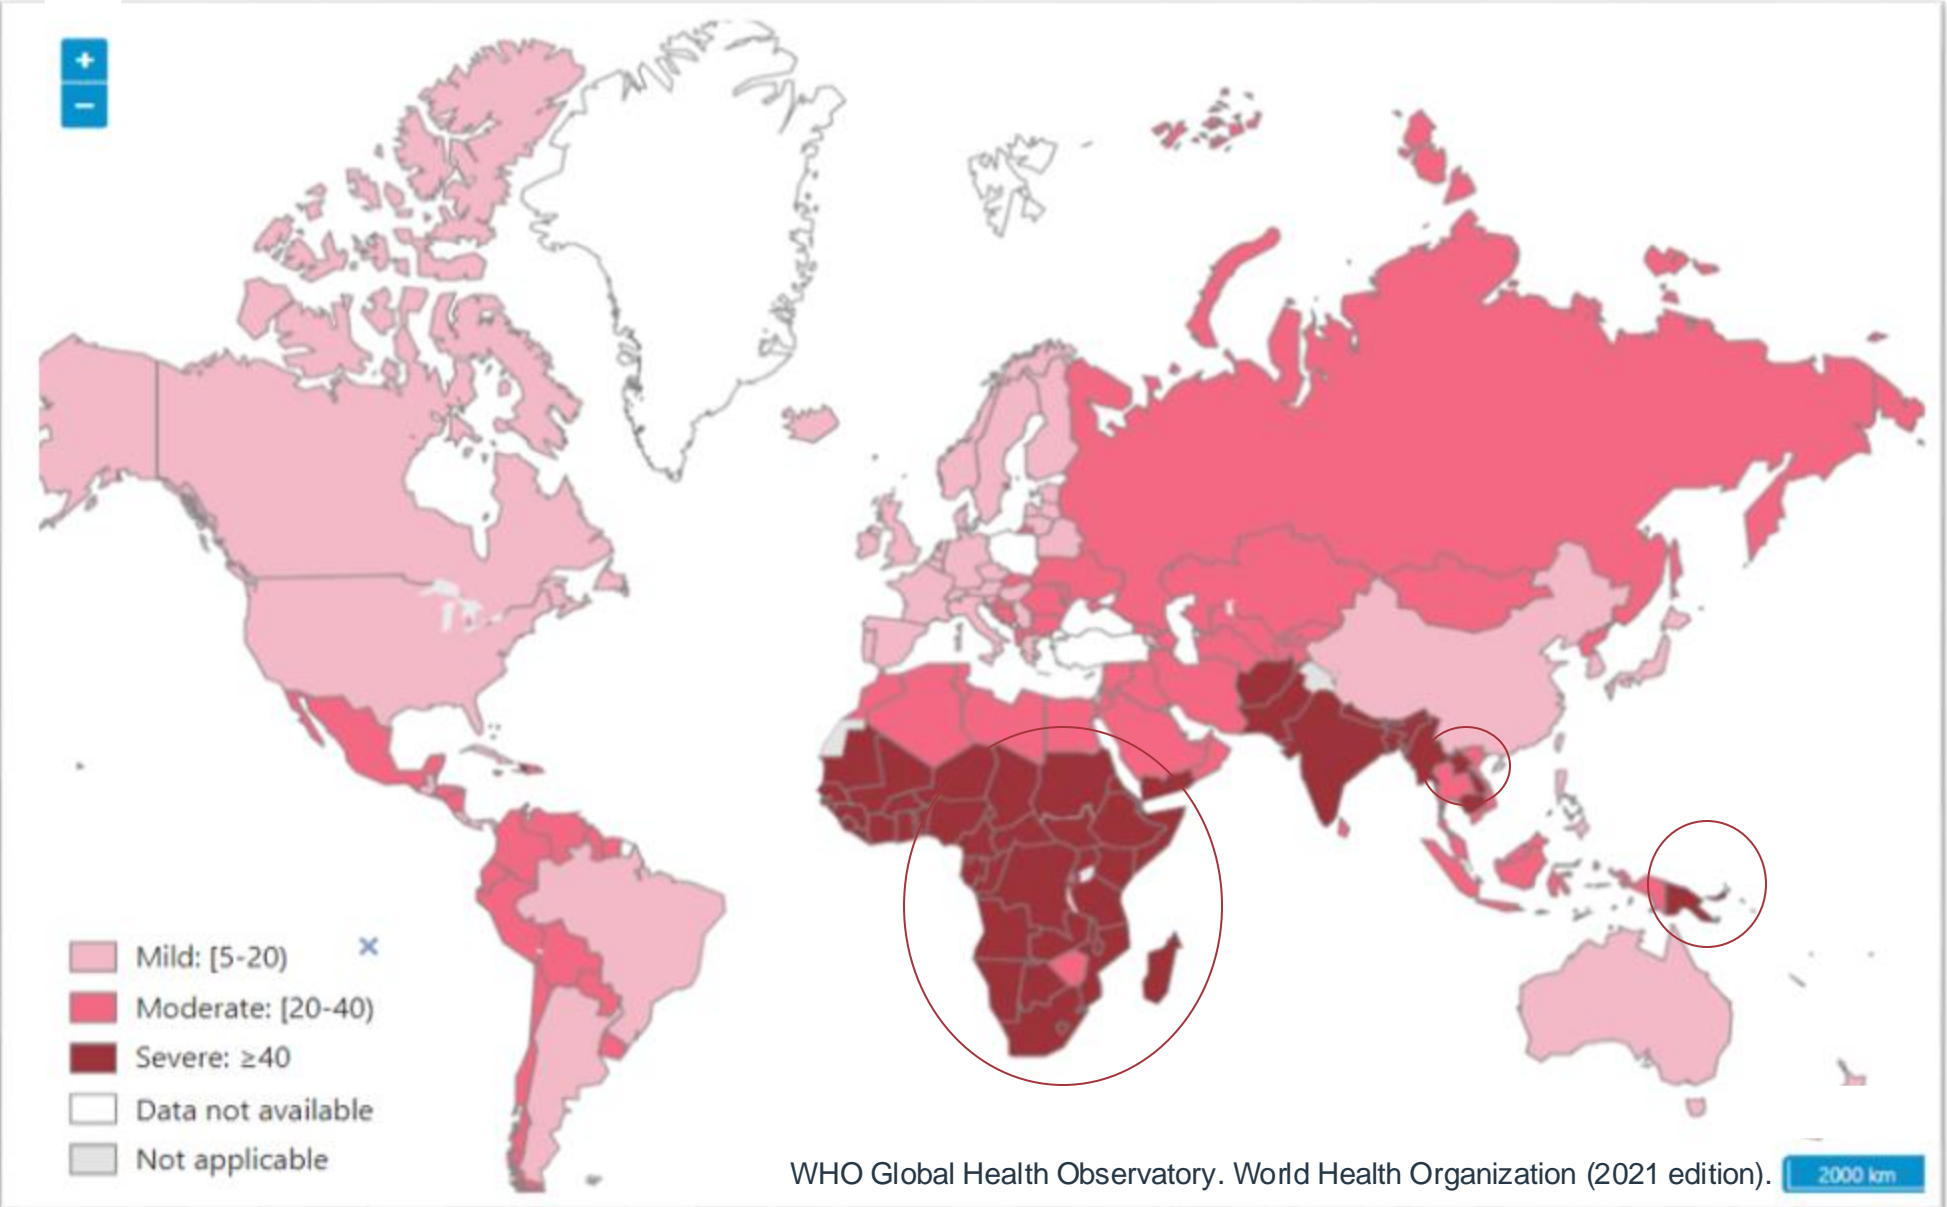 +
−
Mild: [5-20)
×
Moderate: [20-40)
Severe: ≥40
Data not available
Not applicable
WHO Global Health Observatory. World Health Organization (2021 edition).
2000 km